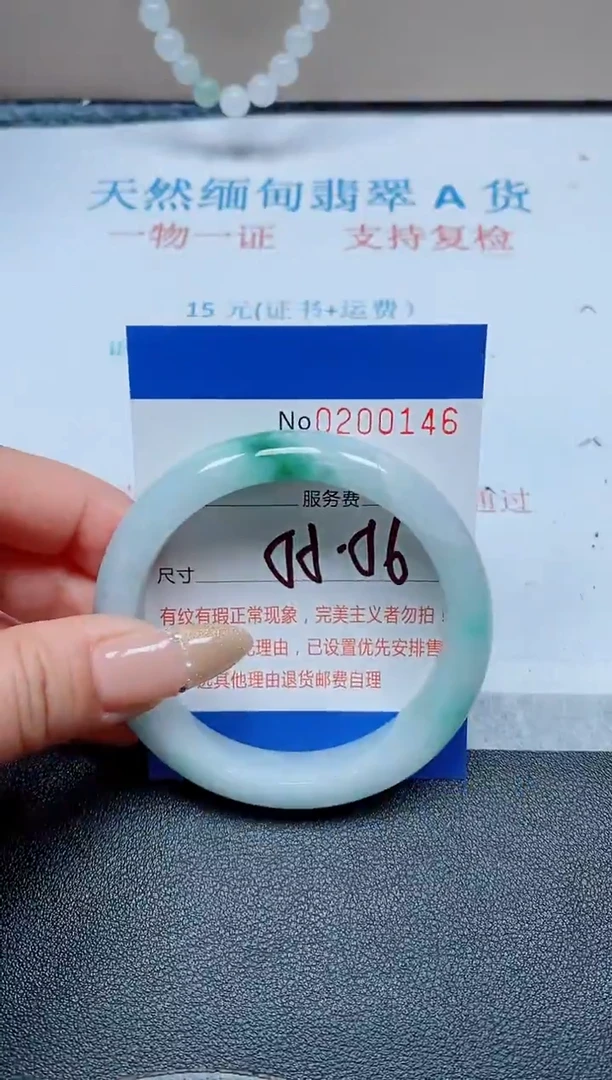 天然缅甸翡翠 A 货
一物一证 支持复检
15 元(证书+运费)
No0200146
服务费
过
尺寸
有纹有瑕正常现象，完美主义者勿拍！
理由，已设置优先安排售
其他理由退货邮费自理